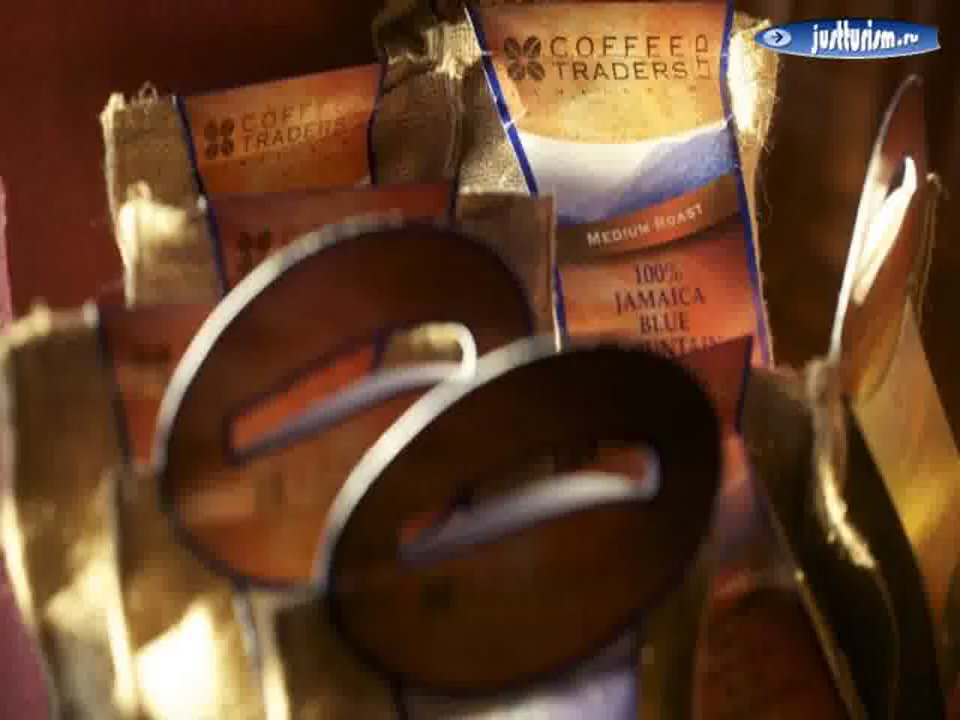 justturism.ru
COFFEE
TRADERS LTD
COFFEE
TRADERS
MEDIUM ROAST
100%
JAMAICA
BLUE